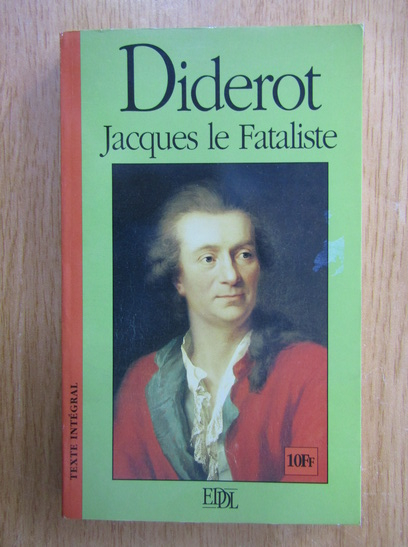 Diderot
Jacques le Fataliste
TEXTE INTÉGRAL
10FF
EDDL